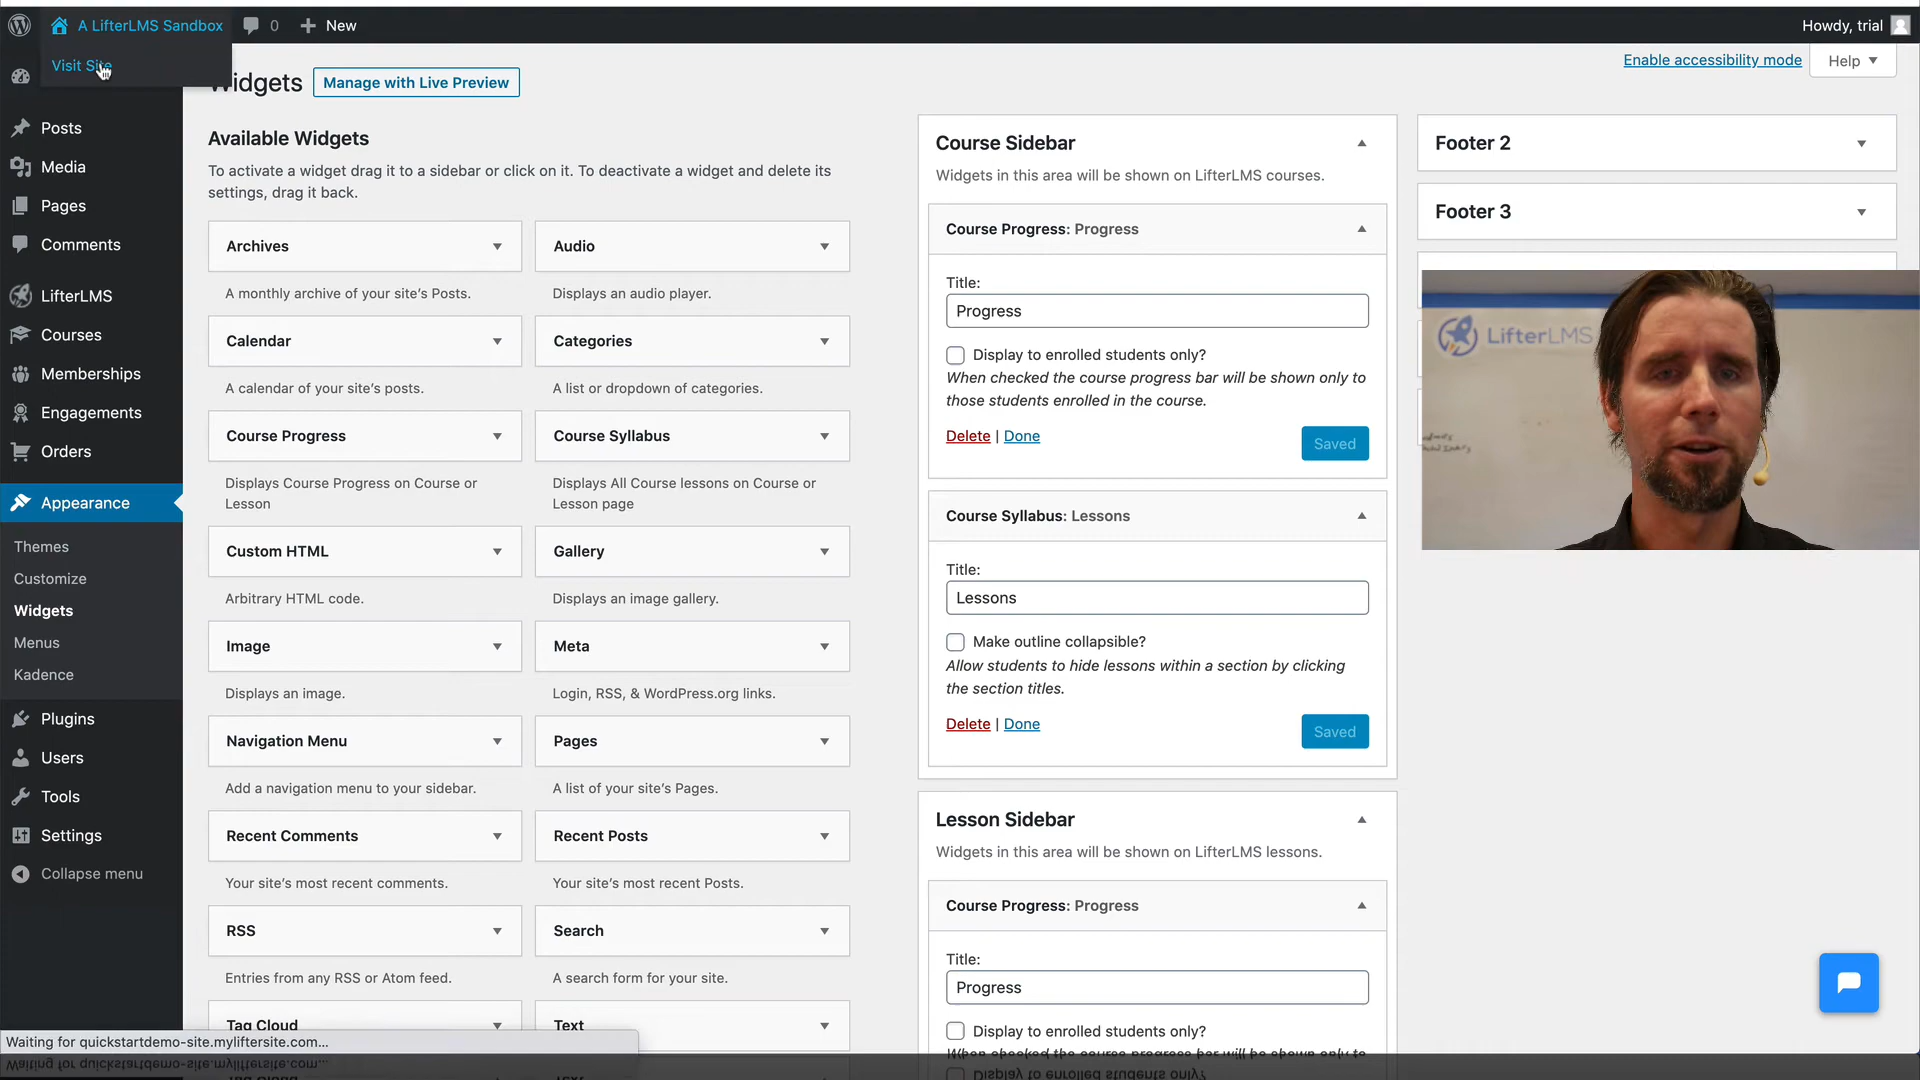 A LifterLMS Sandbox
0
New
Howdy, trial
Visit Site
Widgets
Manage with Live Preview
Enable accessibility mode
Help
Posts
Media
Pages
Comments
LifterLMS
Courses
Memberships
Engagements
Orders
Appearance
Themes
Customize
Widgets
Menus
Kadence
Plugins
Users
Tools
Settings
Collapse menu
Available Widgets
To activate a widget drag it to a sidebar or click on it. To deactivate a widget and delete its
settings, drag it back.
Archives
A monthly archive of your site's Posts.
Audio
Displays an audio player.
Calendar
A calendar of your site's posts.
Categories
A list or dropdown of categories.
Course Progress
Displays Course Progress on Course or
Lesson
Course Syllabus
Displays All Course lessons on Course or
Lesson page
Custom HTML
Arbitrary HTML code.
Gallery
Displays an image gallery.
Image
Displays an image.
Meta
Login, RSS, & WordPress.org links.
Navigation Menu
Add a navigation menu to your sidebar.
Pages
A list of your site's Pages.
Recent Comments
Your site's most recent comments.
Recent Posts
Your site's most recent Posts.
RSS
Entries from any RSS or Atom feed.
Search
A search form for your site.
Tag Cloud
Text
Course Sidebar
Widgets in this area will be shown on LifterLMS courses.
Course Progress: Progress
Title:
Progress
Display to enrolled students only?
When checked the course progress bar will be shown only to
those students enrolled in the course.
Delete | Done
Saved
Course Syllabus: Lessons
Title:
Lessons
Make outline collapsible?
Allow students to hide lessons within a section by clicking
the section titles.
Delete | Done
Saved
Lesson Sidebar
Widgets in this area will be shown on LifterLMS lessons.
Course Progress: Progress
Title:
Progress
Display to enrolled students only?
When checked the course progress bar will be shown only to
Footer 2
Footer 3
LifterLMS
Waiting for quickstartdemo-site.myliftersite.com...